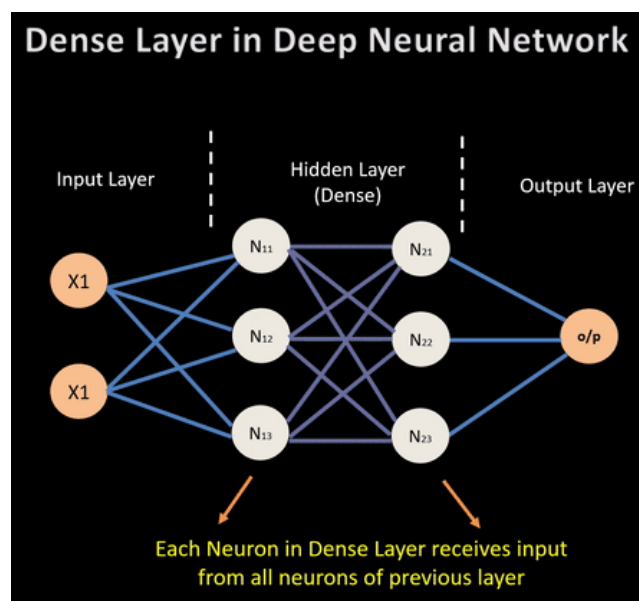 Dense Layer in Deep Neural Network
Input Layer
Hidden Layer
(Dense)
Output Layer
X1
X1
N11
N12
N13
N21
N22
N23
o/p
Each Neuron in Dense Layer receives input
from all neurons of previous layer